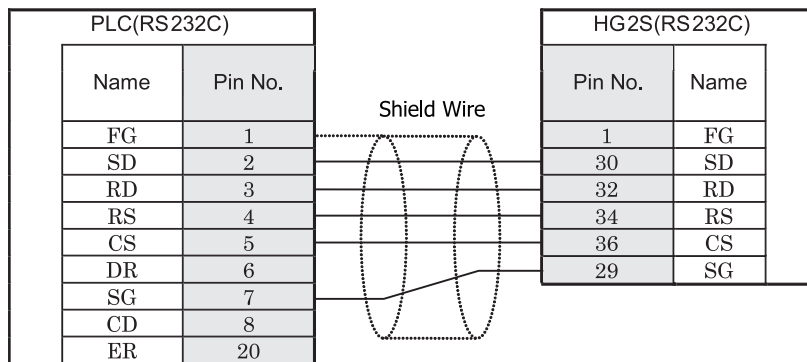 PLC(RS232C) HG2S(RS232C)
Name Pin No. Pin No. Name
Shield Wire
FG 1 1 FG
SD 2 30 SD
RD 3 32 RD
RS 4 34 RS
CS 5 36 CS
DR 6 29 SG
SG 7
CD 8
ER 20